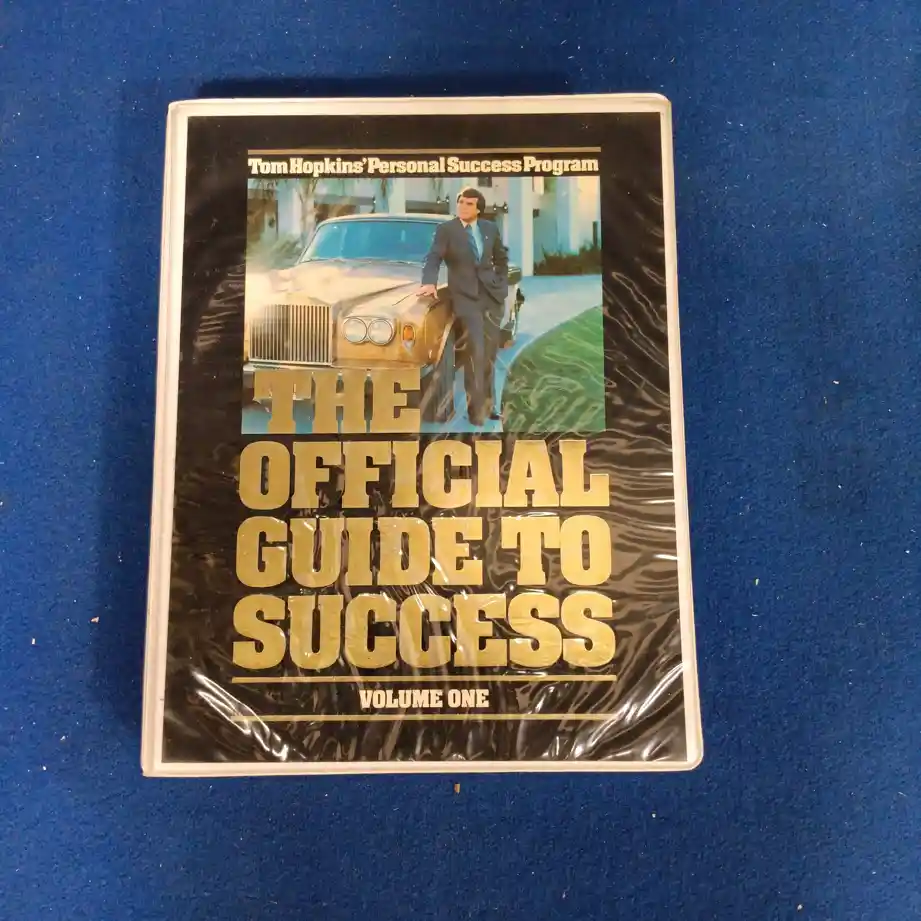 Tom Hopkins' Personal Success Program
THE
OFFICIAL
GUIDE TO
SUCCESS
VOLUME ONE